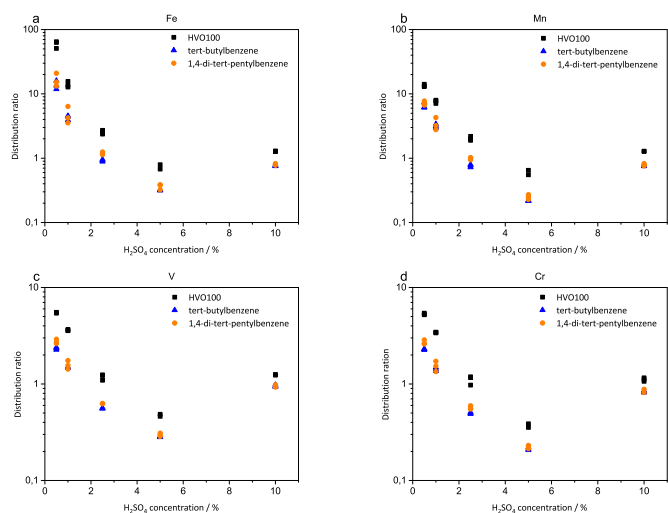 a Fe b Mn
100 100
HVO100 HVO100
tert-butylbenzene tert-butylbenzene
1,4-di-tert-pentylbenzene 1,4-di-tert-pentylbenzene
10 10
Distribution ratio Distribution ratio
1 1
0,1 0,1
0 2 4 6 8 10 0 2 4 6 8 10
H₂SO₄ concentration / % H₂SO₄ concentration / %
c V d Cr
10 10
HVO100 HVO100
tert-butylbenzene tert-butylbenzene
1,4-di-tert-pentylbenzene 1,4-di-tert-pentylbenzene
Distribution ratio Distribution ratio
1 1
0,1 0,1
0 2 4 6 8 10 0 2 4 6 8 10
H₂SO₄ concentration / % H₂SO₄ concentration / %